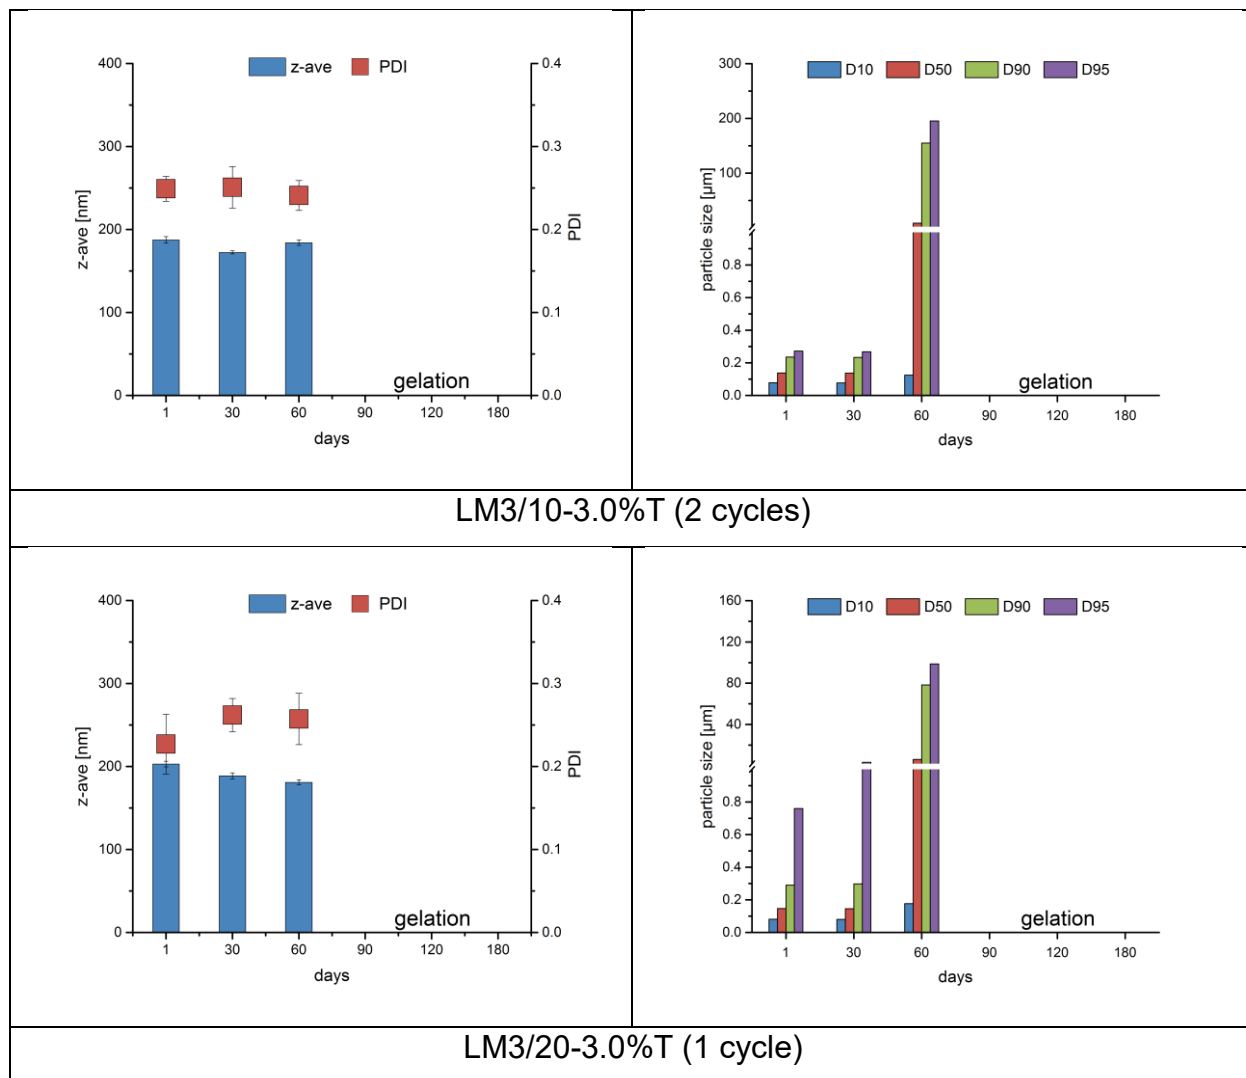 z-ave PDI
400
300
200
100
0
z-ave [nm]
0.4
0.3
0.2
0.1
0.0
PDI
gelation
1 30 60 90 120 180
days
D10 D50 D90 D95
300
200
100
0.8
0.6
0.4
0.2
0.0
particle size [µm]
gelation
1 30 60 90 120 180
days
LM3/10-3.0%T (2 cycles)
z-ave PDI
400
300
200
100
0
z-ave [nm]
0.4
0.3
0.2
0.1
0.0
PDI
gelation
1 30 60 90 120 180
days
D10 D50 D90 D95
160
120
80
40
0.8
0.6
0.4
0.2
0.0
particle size [µm]
gelation
1 30 60 90 120 180
days
LM3/20-3.0%T (1 cycle)